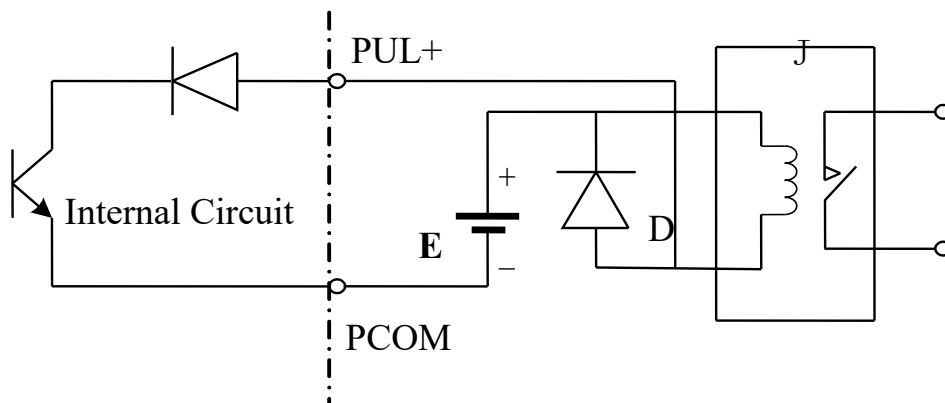 PUL+
J
+
Internal Circuit
E
D
−
PCOM